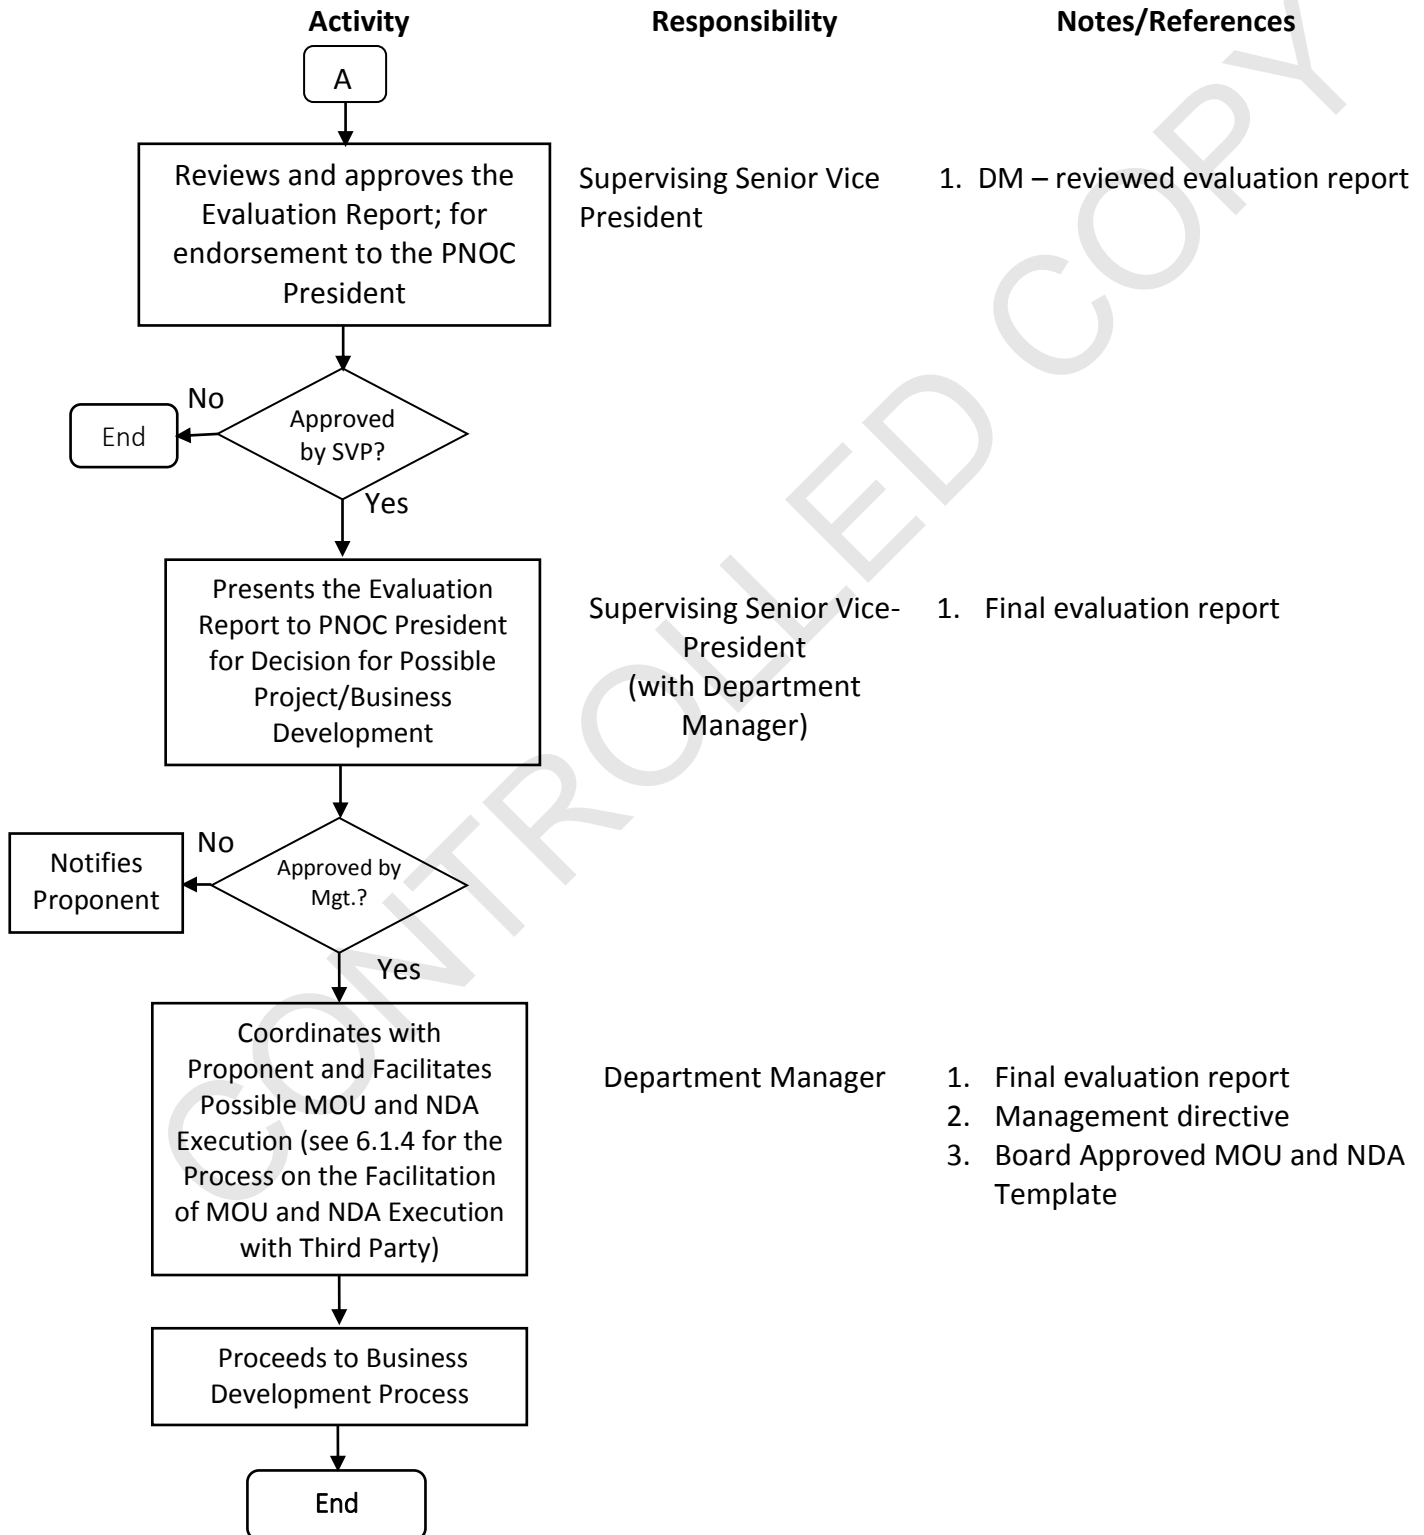 Activity Responsibility Notes/References
A
Reviews and approves the
Evaluation Report; for
endorsement to the PNOC
President
Supervising Senior Vice
President
1. DM – reviewed evaluation report
No
End
Approved
by SVP?
Yes
Presents the Evaluation
Report to PNOC President
for Decision for Possible
Project/Business
Development
Supervising Senior Vice-
President
(with Department
Manager)
1. Final evaluation report
No
Notifies
Proponent
Approved by
Mgt.?
Yes
Coordinates with
Proponent and Facilitates
Possible MOU and NDA
Execution (see 6.1.4 for the
Process on the Facilitation
of MOU and NDA Execution
with Third Party)
Department Manager
1. Final evaluation report
2. Management directive
3. Board Approved MOU and NDA
Template
Proceeds to Business
Development Process
End
CONTROLLED COPY